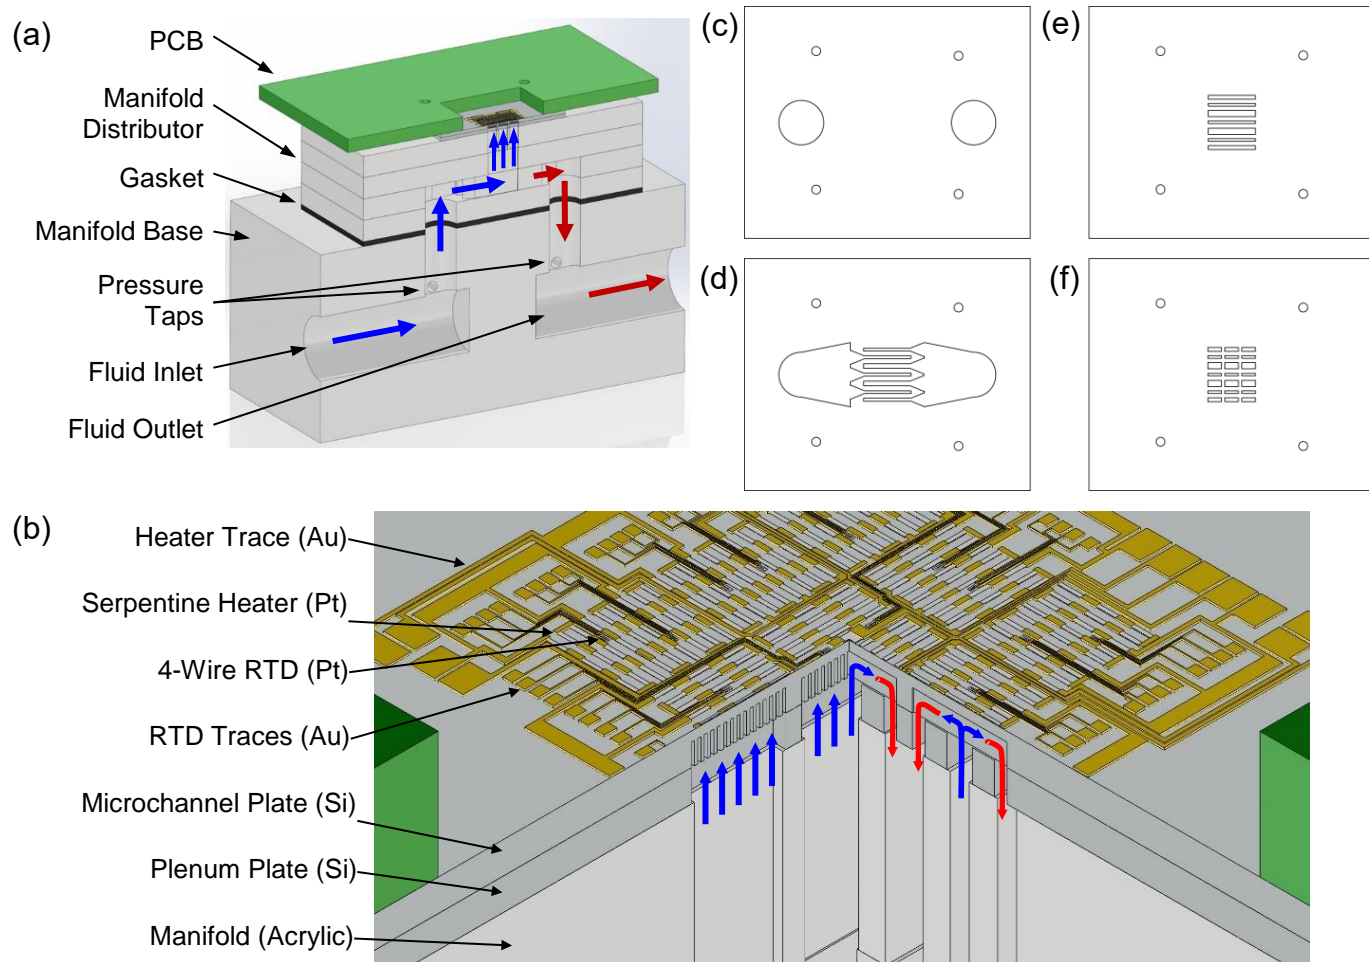 (a)
PCB
Manifold
Distributor
Gasket
Manifold Base
Pressure
Taps
Fluid Inlet
Fluid Outlet
(c)
(e)
(d)
(f)
(b)
Heater Trace (Au)
Serpentine Heater (Pt)
4-Wire RTD (Pt)
RTD Traces (Au)
Microchannel Plate (Si)
Plenum Plate (Si)
Manifold (Acrylic)